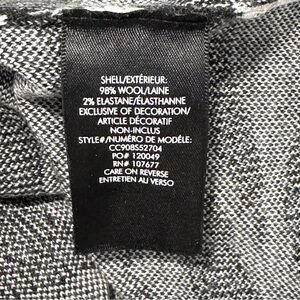 SHELL/EXTÉRIEUR:
98% WOOL/LAINE
2% ELASTANE/ÉLASTHANNE
EXCLUSIVE OF DECORATION/
ARTICLE DÉCORATIF
NON-INCLUS
STYLE#/NUMÉRO DE MODÈLE:
CC908S52704
PO# 120049
RN# 107677
CARE ON REVERSE
ENTRETIEN AU VERSO